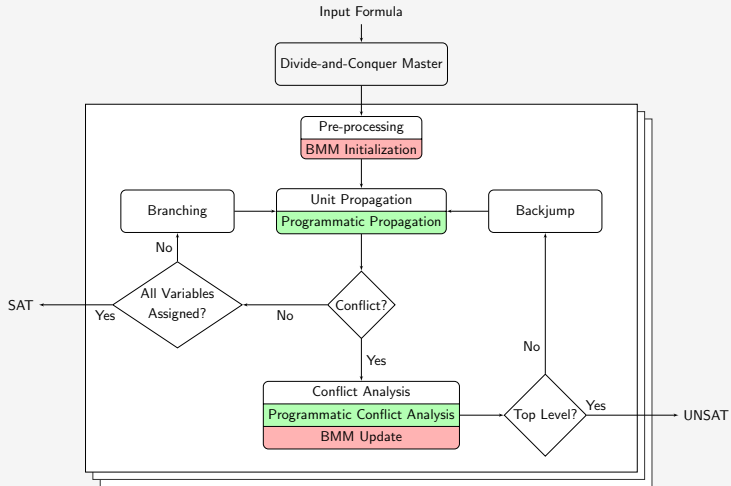 Input Formula
Divide-and-Conquer Master
Pre-processing
BMM Initialization
Unit Propagation
Programmatic Propagation
Branching
Backjump
No
All Variables
Assigned?
SAT
Yes
No
Conflict?
Yes
No
Conflict Analysis
Programmatic Conflict Analysis
BMM Update
Top Level?
Yes
UNSAT